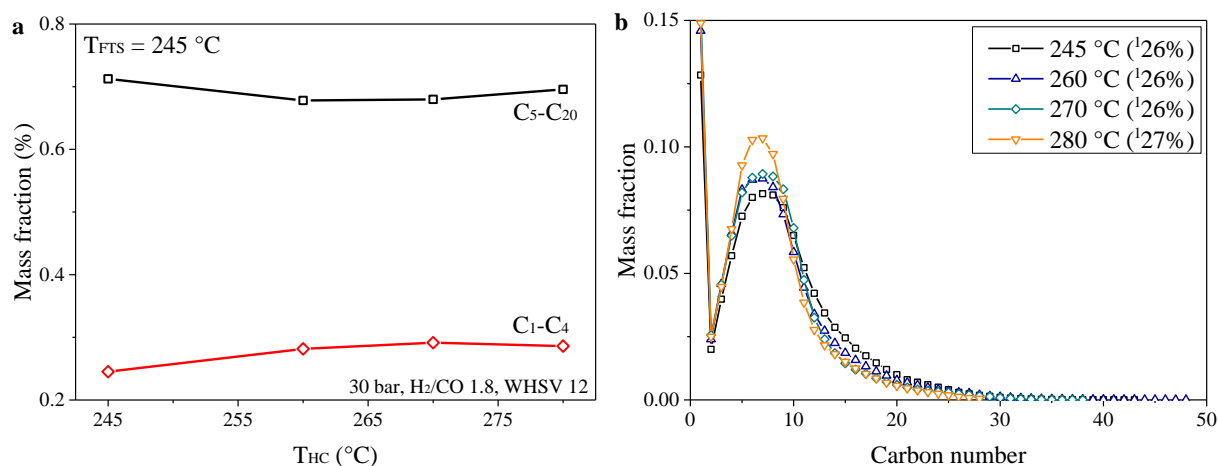 a
0.8
0.6
0.4
0.2
Mass fraction (%)
TFTS = 245 °C
C5-C20
C1-C4
30 bar, H2/CO 1.8, WHSV 12
245
255
265
275
THC (°C)
b
0.15
0.10
0.05
0.00
Mass fraction
245 °C (¹26%)
260 °C (¹26%)
270 °C (¹26%)
280 °C (¹27%)
0
10
20
30
40
50
Carbon number